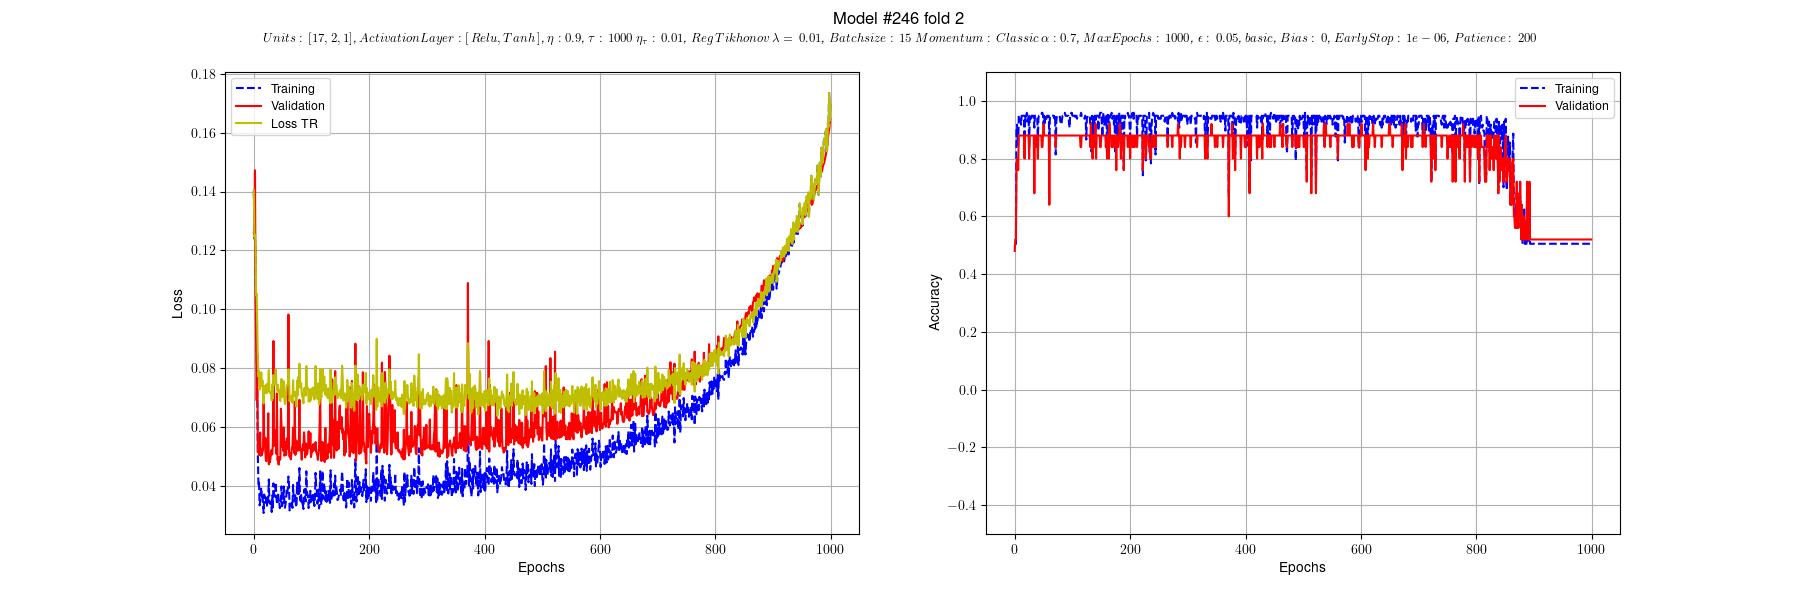 Model #246 fold 2
Units : [17, 2, 1], ActivationLayer : [ Relu, Tanh], η : 0.9, τ : 1000 η_τ : 0.01, RegTikhonov λ = 0.01, Batchsize : 15 Momentum : Classic α : 0.7, MaxEpochs : 1000, ϵ : 0.05, basic, Bias : 0, EarlyStop : 1e − 06, Patience : 200
0.18
0.16
0.14
0.12
0.10
0.08
0.06
0.04
Loss
Training
Validation
Loss TR
0 200 400 600 800 1000
Epochs
1.0
0.8
0.6
0.4
0.2
0.0
−0.2
−0.4
Accuracy
Training
Validation
0 200 400 600 800 1000
Epochs